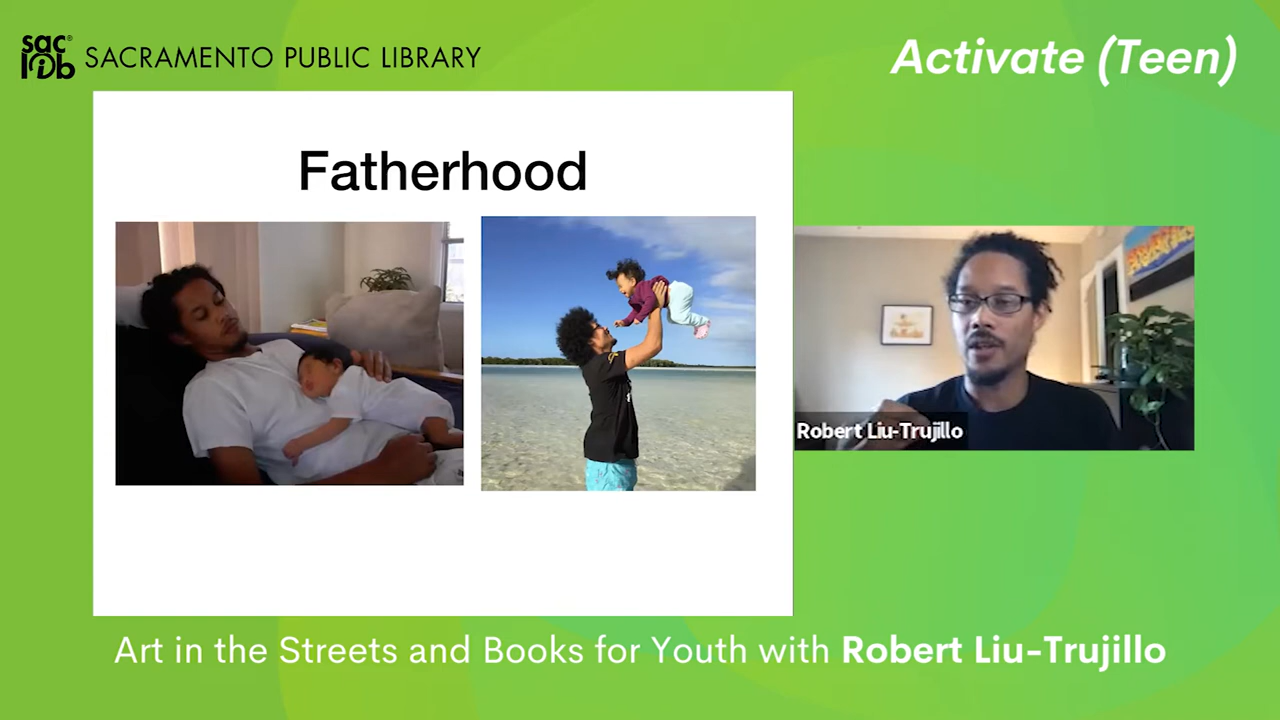 sac
lib
SACRAMENTO PUBLIC LIBRARY
Activate (Teen)
Fatherhood
Robert Liu-Trujillo
Art in the Streets and Books for Youth with Robert Liu-Trujillo